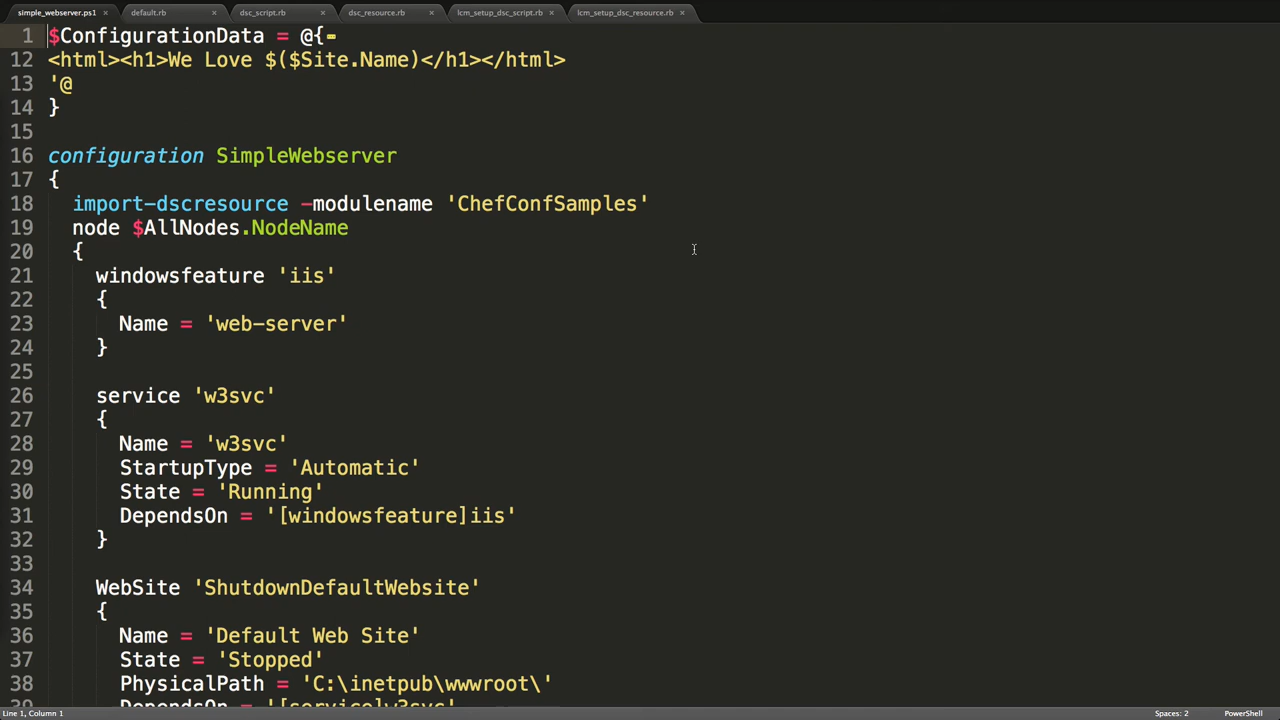 simple_webserver.ps1 × default.rb × dsc_script.rb × dsc_resource.rb × lcm_setup_dsc_script.rb × lcm_setup_dsc_resource.rb ×
1 $ConfigurationData = @{
12 <html><h1>We Love $($Site.Name)</h1></html>
13 '@
14 }
15
16 configuration SimpleWebserver
17 {
18 import-dscresource -modulename 'ChefConfSamples'
19 node $AllNodes.NodeName
20 {
21 windowsfeature 'iis'
22 {
23 Name = 'web-server'
24 }
25
26 service 'w3svc'
27 {
28 Name = 'w3svc'
29 StartupType = 'Automatic'
30 State = 'Running'
31 DependsOn = '[windowsfeature]iis'
32 }
33
34 WebSite 'ShutdownDefaultWebsite'
35 {
36 Name = 'Default Web Site'
37 State = 'Stopped'
38 PhysicalPath = 'C:\inetpub\wwwroot\'
39 DependsOn = '[service]w3svc'
Line 1, Column 1 Spaces: 2 PowerShell